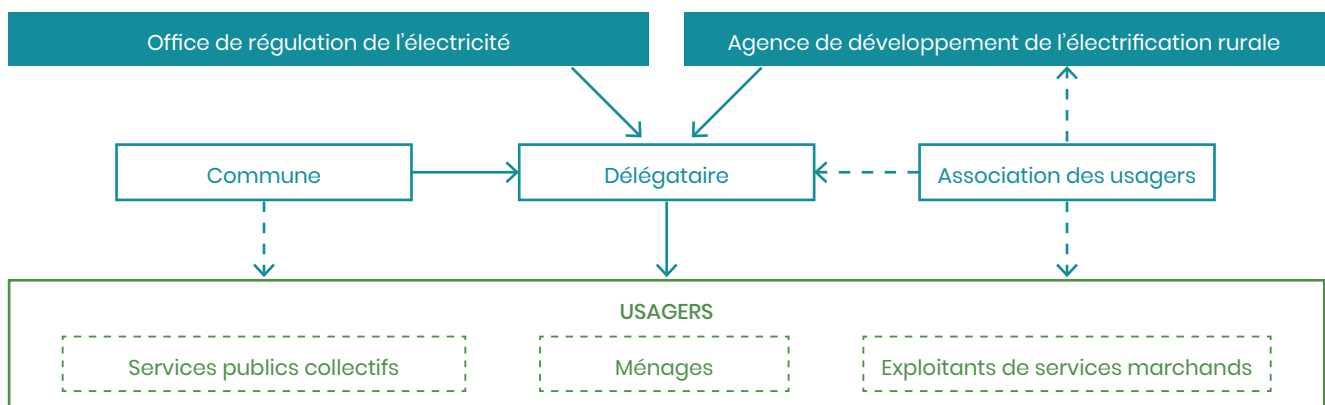 Office de régulation de l’électricité
Agence de développement de l’électrification rurale
Commune
Délégataire
Association des usagers
USAGERS
Services publics collectifs
Ménages
Exploitants de services marchands